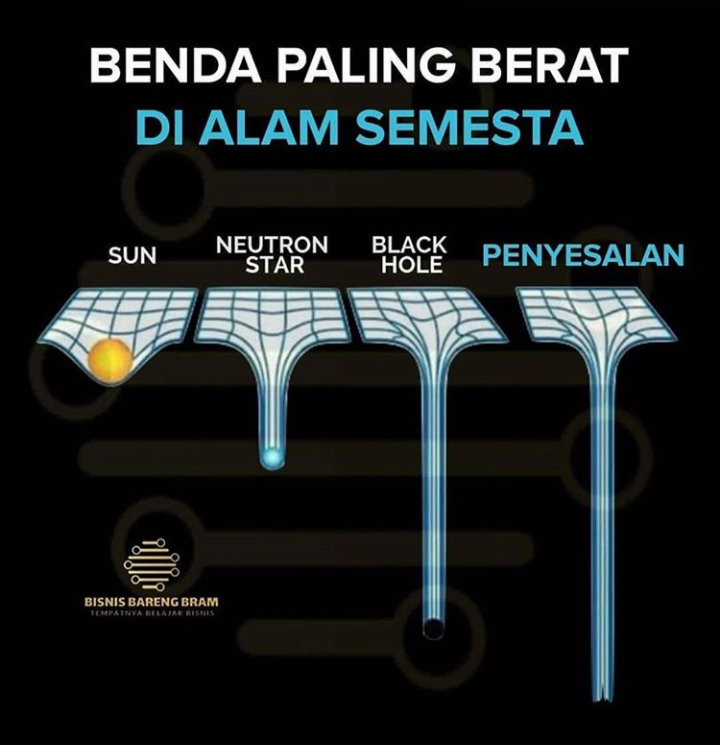 BENDA PALING BERAT
DI ALAM SEMESTA
SUN
NEUTRON
STAR
BLACK
HOLE
PENYESALAN
BISNIS BARENG BRAM
TEMPATNYA BELAJAR BISNIS